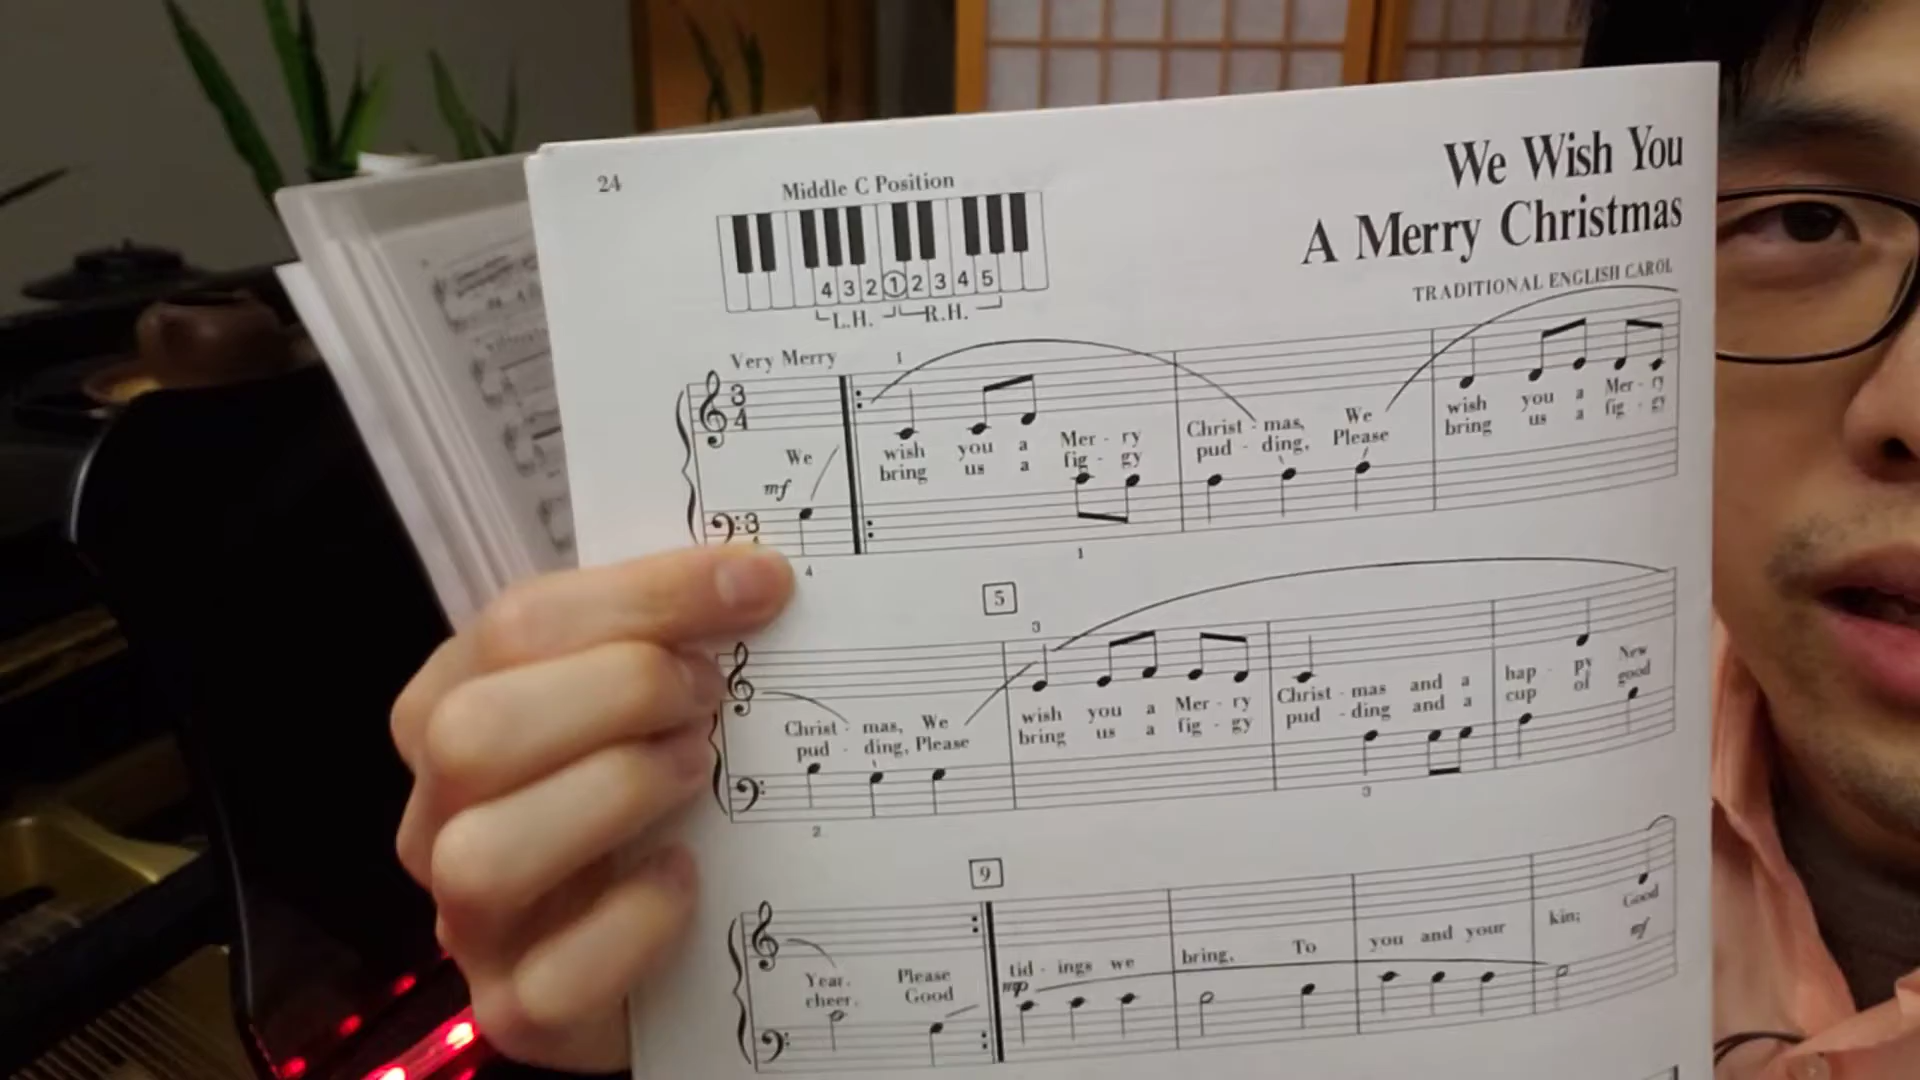 24
Middle C Position
We Wish You
A Merry Christmas
TRADITIONAL ENGLISH CAROL
4 3 2 1 2 3 4 5
L.H. R.H.
Very Merry
1
3
4
We wish you a Mer - ry Christ - mas, We wish you a Mer - ry
bring us a fig - gy pud - ding, Please bring us a fig - gy
mf
3
4
1
5
3
Christ - mas, We wish you a Mer - ry Christ - mas and a hap - py New
pud - ding, Please bring us a fig - gy pud - ding and a cup of good
2
3
9
Year. Please tid - ings we bring, To you and your kin; Good
cheer. Good
mp
mf